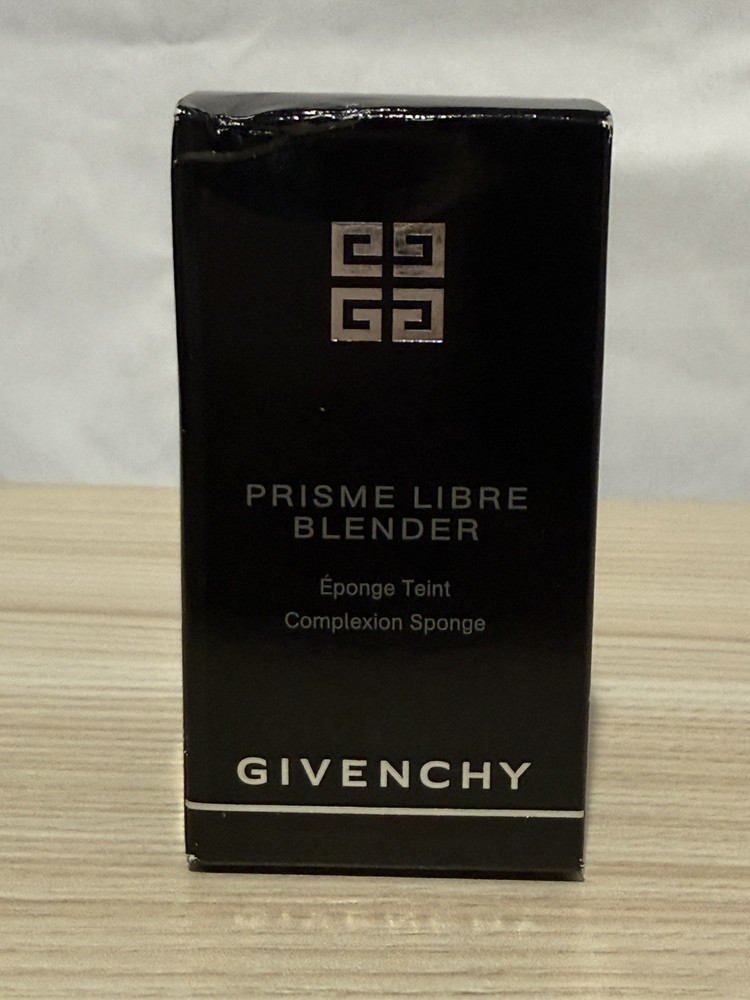 PRISME LIBRE
BLENDER
Éponge Teint
Complexion Sponge
GIVENCHY